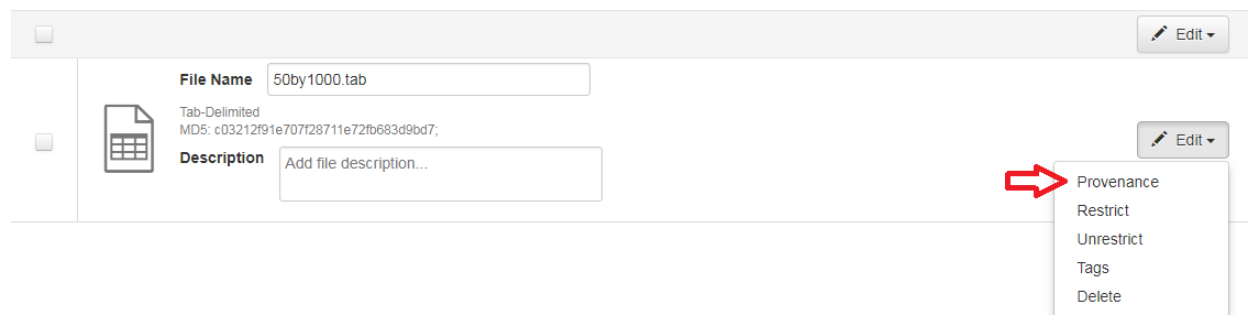 Edit
File Name 50by1000.tab
Tab-Delimited
MD5: c03212f91e707f28711e72fb683d9bd7;
Edit
Description Add file description...
Provenance
Restrict
Unrestrict
Tags
Delete